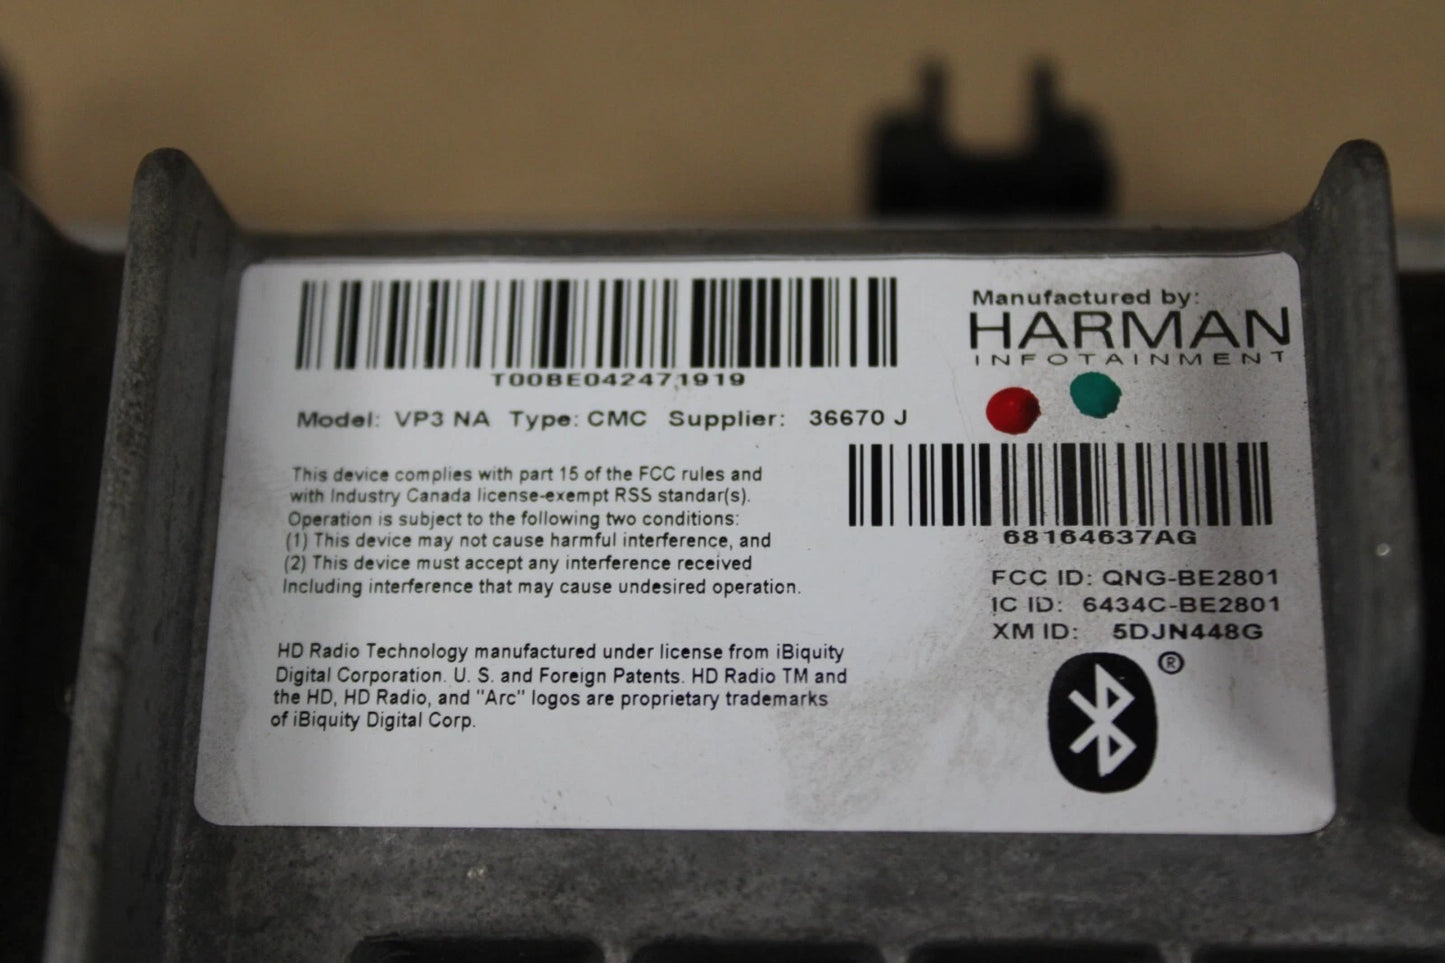 T00BE042471919
Model: VP3 NA Type: CMC Supplier: 36670 J
This device complies with part 15 of the FCC rules and
with Industry Canada license-exempt RSS standar(s).
Operation is subject to the following two conditions:
(1) This device may not cause harmful interference, and
(2) This device must accept any interference received
Including interference that may cause undesired operation.
HD Radio Technology manufactured under license from iBiquity
Digital Corporation. U. S. and Foreign Patents. HD Radio TM and
the HD, HD Radio, and "Arc" logos are proprietary trademarks
of iBiquity Digital Corp.
Manufactured by:
HARMAN
INFOTAINMENT
68164637AG
FCC ID: QNG-BE2801
IC ID: 6434C-BE2801
XM ID: 5DJN448G
®